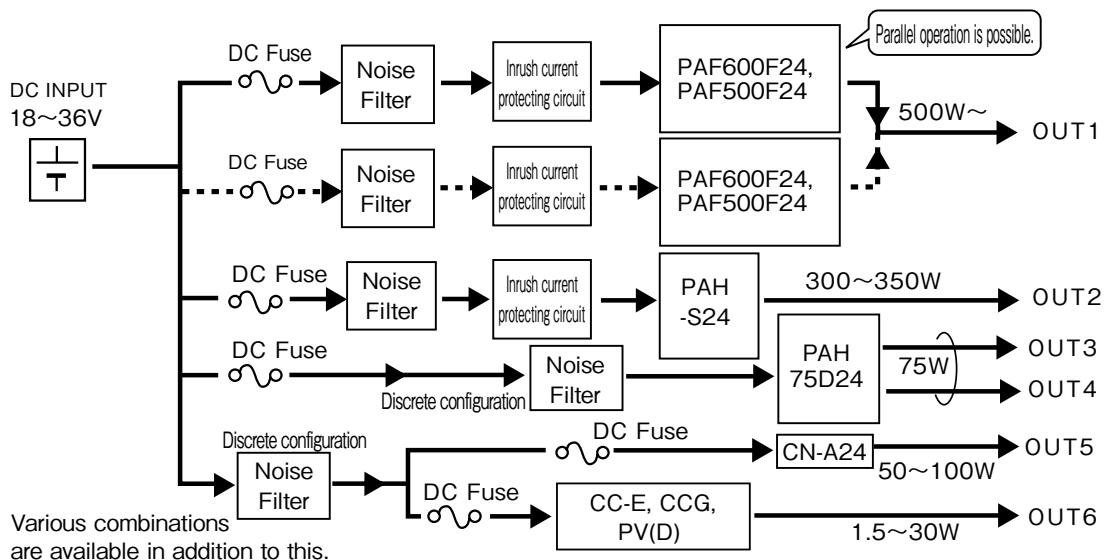 Parallel operation is possible.
DC INPUT
18～36V
DC Fuse
Noise
Filter
Inrush current
protecting circuit
PAF600F24,
PAF500F24
500W～
OUT1
DC Fuse
Noise
Filter
Inrush current
protecting circuit
PAF600F24,
PAF500F24
DC Fuse
Noise
Filter
Inrush current
protecting circuit
PAH
-S24
300～350W
OUT2
DC Fuse
Discrete configuration
Noise
Filter
PAH
75D24
75W
OUT3
OUT4
Discrete configuration
Noise
Filter
DC Fuse
CN-A24
50～100W
OUT5
DC Fuse
CC-E, CCG,
PV(D)
1.5～30W
OUT6
Various combinations
are available in addition to this.